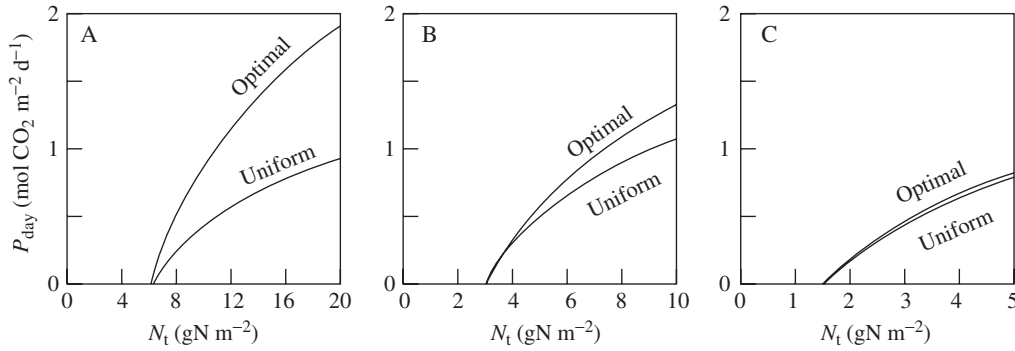 A
B
C
P_day (mol CO₂ m⁻² d⁻¹)
2
1
0
Optimal
Uniform
0 4 8 12 16 20
N_t (gN m⁻²)
2
1
0
Optimal
Uniform
0 2 4 6 8 10
N_t (gN m⁻²)
2
1
0
Optimal
Uniform
0 1 2 3 4 5
N_t (gN m⁻²)